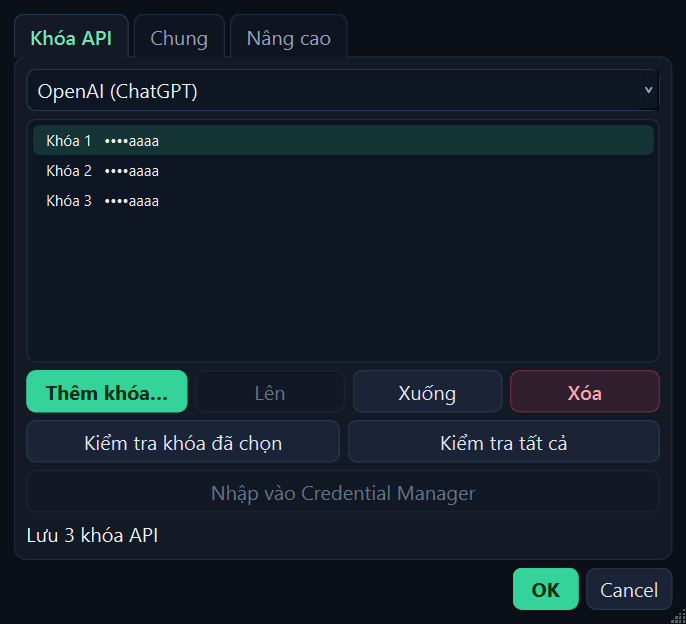 Khóa API Chung Nâng cao
OpenAI (ChatGPT)
Khóa 1 ••••aaaa
Khóa 2 ••••aaaa
Khóa 3 ••••aaaa
Thêm khóa... Lên Xuống Xóa
Kiểm tra khóa đã chọn Kiểm tra tất cả
Nhập vào Credential Manager
Lưu 3 khóa API
OK Cancel